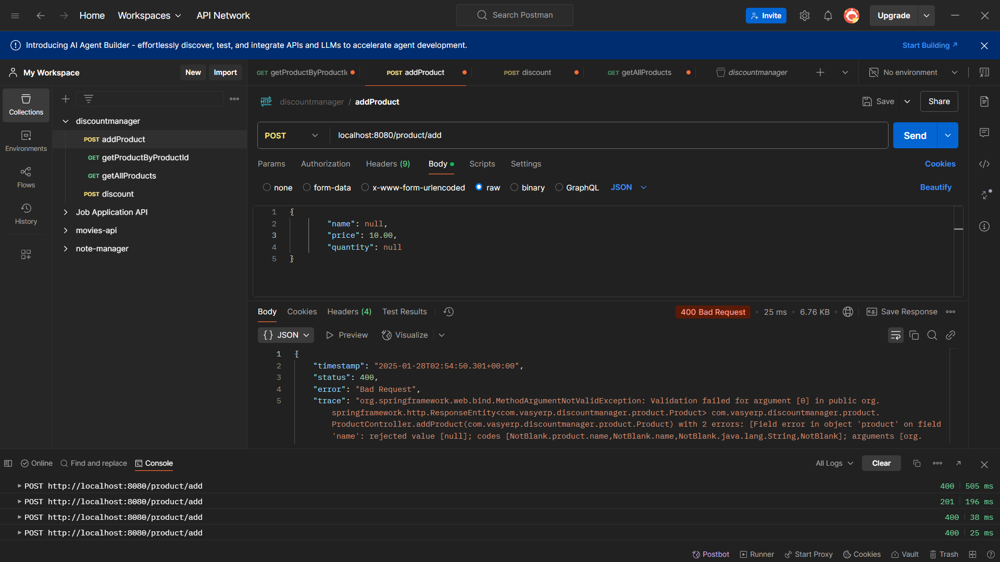 Home
Workspaces
API Network
Search Postman
Invite
Upgrade
Introducing AI Agent Builder - effortlessly discover, test, and integrate APIs and LLMs to accelerate agent development.
Start Building
My Workspace
New
Import
GET getProductByProductI
POST addProduct
POST discount
GET getAllProducts
discountmanager
No environment
Collections
Environments
Flows
History
discountmanager
POST addProduct
GET getProductByProductId
GET getAllProducts
POST discount
Job Application API
movies-api
note-manager
HTTP
discountmanager / addProduct
Save
Share
POST
localhost:8080/product/add
Send
Params
Authorization
Headers (9)
Body
Scripts
Settings
Cookies
none
form-data
x-www-form-urlencoded
raw
binary
GraphQL
JSON
Beautify
1 {
2 "name": null,
3 "price": 10.00,
4 "quantity": null
5 }
Body
Cookies
Headers (4)
Test Results
400 Bad Request
25 ms
6.76 KB
e.g. Save Response
{} JSON
Preview
Visualize
1 {
2 "timestamp": "2025-01-28T02:54:50.301+00:00",
3 "status": 400,
4 "error": "Bad Request",
5 "trace": "org.springframework.web.bind.MethodArgumentNotValidException: Validation failed for argument [0] in public org.
springframework.http.ResponseEntity<com.vasyerp.discountmanager.product.Product> com.vasyerp.discountmanager.product.
ProductController.addProduct(com.vasyerp.discountmanager.product.Product) with 2 errors: [Field error in object 'product' on field
'name': rejected value [null]; codes [NotBlank.product.name,NotBlank.name,NotBlank.java.lang.String,NotBlank]; arguments [org.
Online
Find and replace
Console
All Logs
Clear
POST http://localhost:8080/product/add 400 505 ms
POST http://localhost:8080/product/add 201 196 ms
POST http://localhost:8080/product/add 400 38 ms
POST http://localhost:8080/product/add 400 25 ms
Postbot
Runner
Start Proxy
Cookies
Vault
Trash